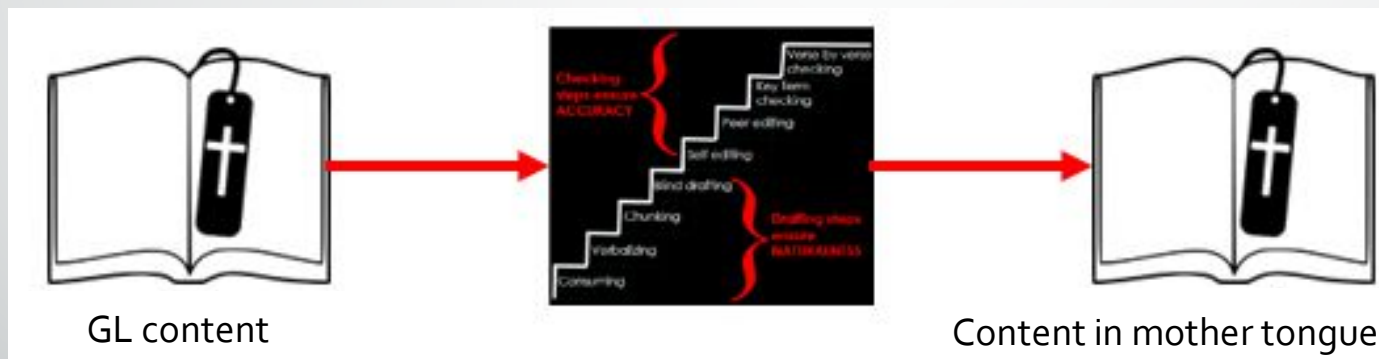 Verse by verse
checking
Checking
steps ensure
ACCURACY
Key Term
checking
Peer editing
Self editing
Blind drafting
Chunking
Drafting steps
ensure
NATURALNESS
Verbalizing
Consuming
GL content
Content in mother tongue